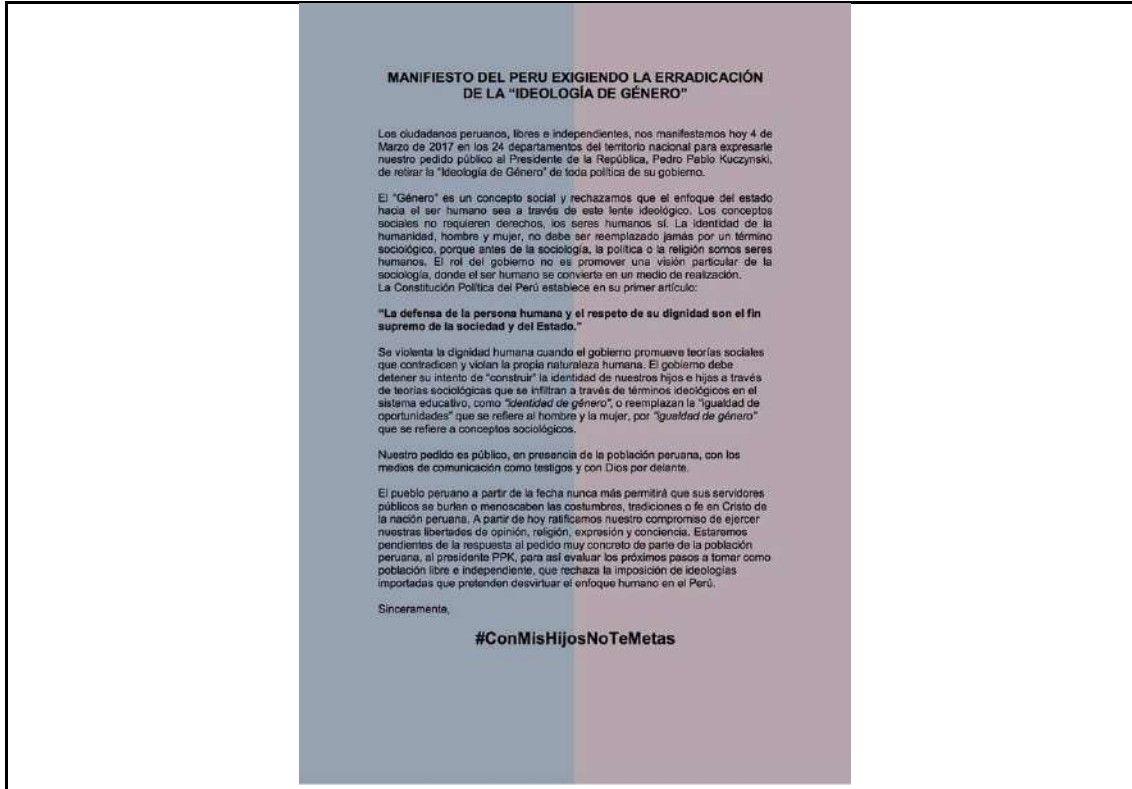 MANIFIESTO DEL PERU EXIGIENDO LA ERRADICACIÓN
DE LA "IDEOLOGÍA DE GÉNERO"
Los ciudadanos peruanos, libres e independientes, nos manifestamos hoy 4 de
Marzo de 2017 en los 24 departamentos del territorio nacional para expresarle
nuestro pedido público al Presidente de la República, Pedro Pablo Kuczynski,
de retirar la "Ideología de Género" de toda política de su gobierno.
El "Género" es un concepto social y rechazamos que el enfoque del estado
hacia el ser humano sea a través de este lente ideológico. Los conceptos
sociales no requieren derechos, los seres humanos sí. La identidad de la
humanidad, hombre y mujer, no debe ser reemplazado jamás por un término
sociológico, porque antes de la sociología, la política o la religión somos seres
humanos. El rol del gobierno no es promover una visión particular de la
sociología, donde el ser humano se convierte en un medio de realización.
La Constitución Política del Perú establece en su primer artículo:
"La defensa de la persona humana y el respeto de su dignidad son el fin
supremo de la sociedad y del Estado."
Se violenta la dignidad humana cuando el gobierno promueve teorías sociales
que contradicen y violan la propia naturaleza humana. El gobierno debe
detener su intento de "construir" la identidad de nuestros hijos e hijas a través
de teorías sociológicas que se infiltran a través de términos ideológicos en el
sistema educativo, como "identidad de género", o reemplazan la "igualdad de
oportunidades" que se refiere al hombre y la mujer, por "igualdad de género"
que se refiere a conceptos sociológicos.
Nuestro pedido es público, en presencia de la población peruana, con los
medios de comunicación como testigos y con Dios por delante.
El pueblo peruano a partir de la fecha nunca más permitirá que sus servidores
públicos se burlen o menoscaben las costumbres, tradiciones o fe en Cristo de
la nación peruana. A partir de hoy ratificamos nuestro compromiso de ejercer
nuestras libertades de opinión, religión, expresión y conciencia. Estaremos
pendientes de la respuesta al pedido muy concreto de parte de la población
peruana, al presidente PPK, para así evaluar los próximos pasos a tomar como
población libre e independiente, que rechaza la imposición de ideologías
importadas que pretenden desvirtuar el enfoque humano en el Perú.
Sinceramente,
#ConMisHijosNoTeMetas